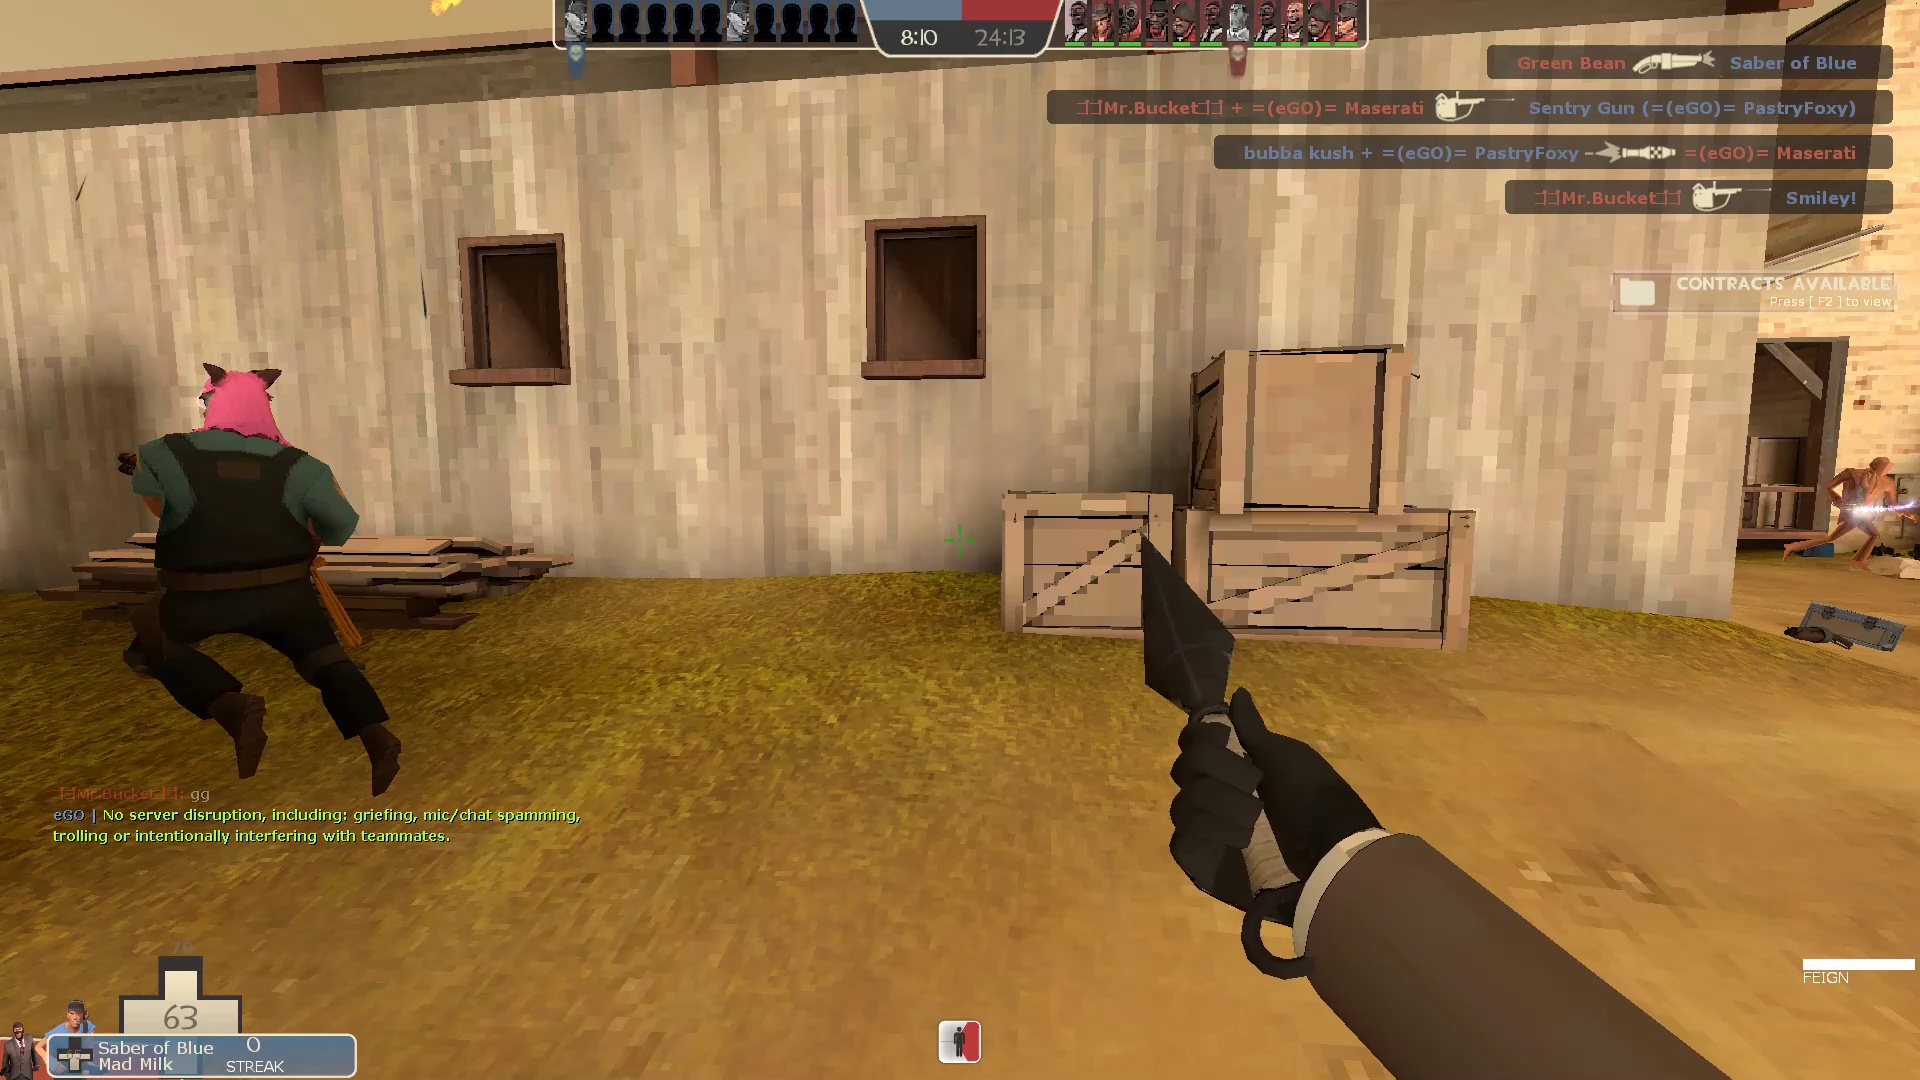 8:10 24:13
Green Bean Saber of Blue
Mr.Bucket + =(eGO)= Maserati Sentry Gun (=(eGO)= PastryFoxy)
bubba kush + =(eGO)= PastryFoxy =(eGO)= Maserati
Mr.Bucket Smiley!
CONTRACTS AVAILABLE
Press [ F2 ] to view
Mr.Bucket: gg
eGO | No server disruption, including: griefing, mic/chat spamming,
trolling or intentionally interfering with teammates.
70
63
FEIGN
Saber of Blue 0
Mad Milk STREAK